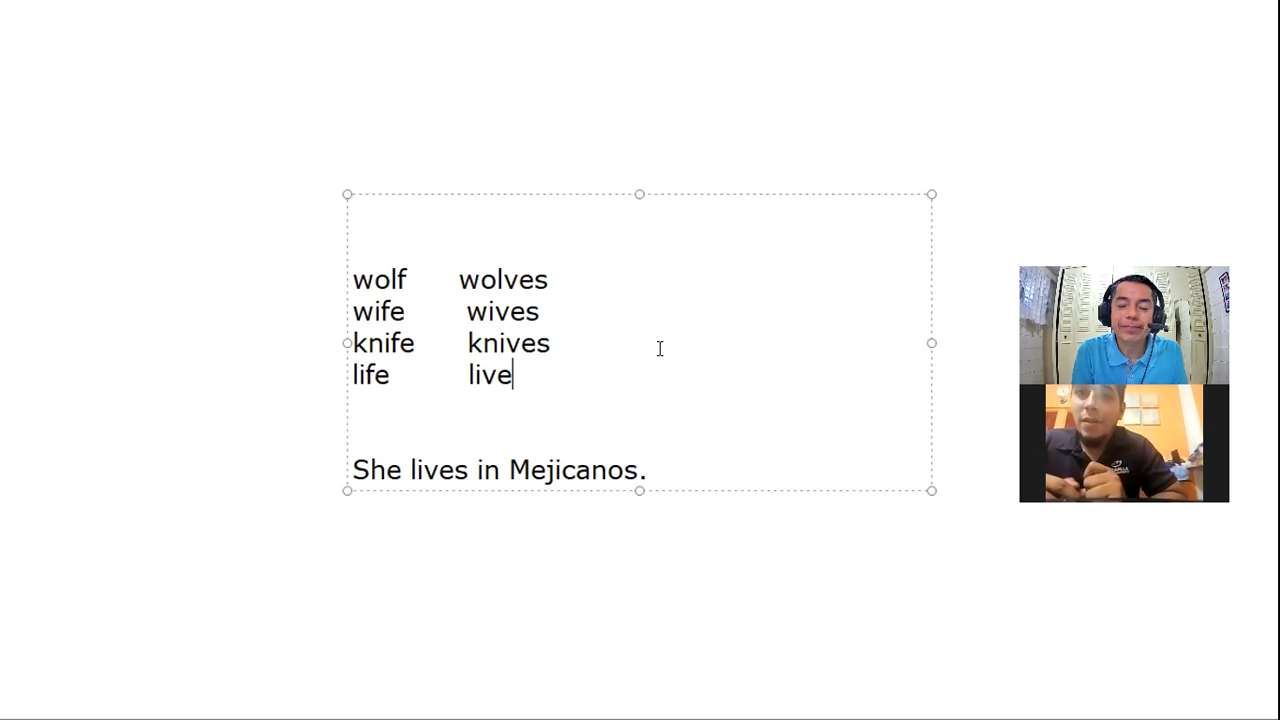 wolf wolves
wife wives
knife knives
life live
She lives in Mejicanos.